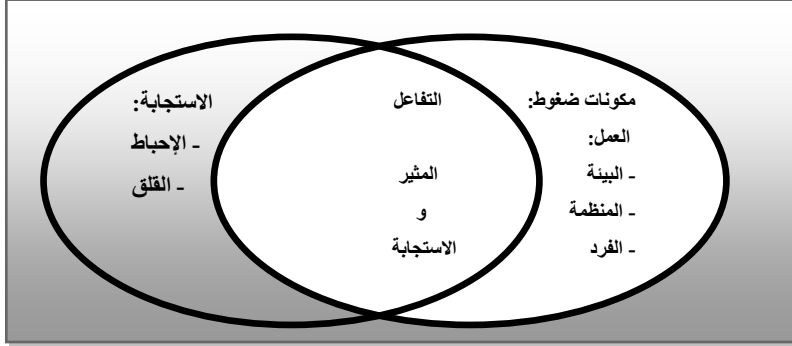 مكونات ضغوط:
العمل:
- البيئة
- المنظمة
- الفرد
التفاعل
المثير
و
الاستجابة
الاستجابة:
- الإحباط
- القلق